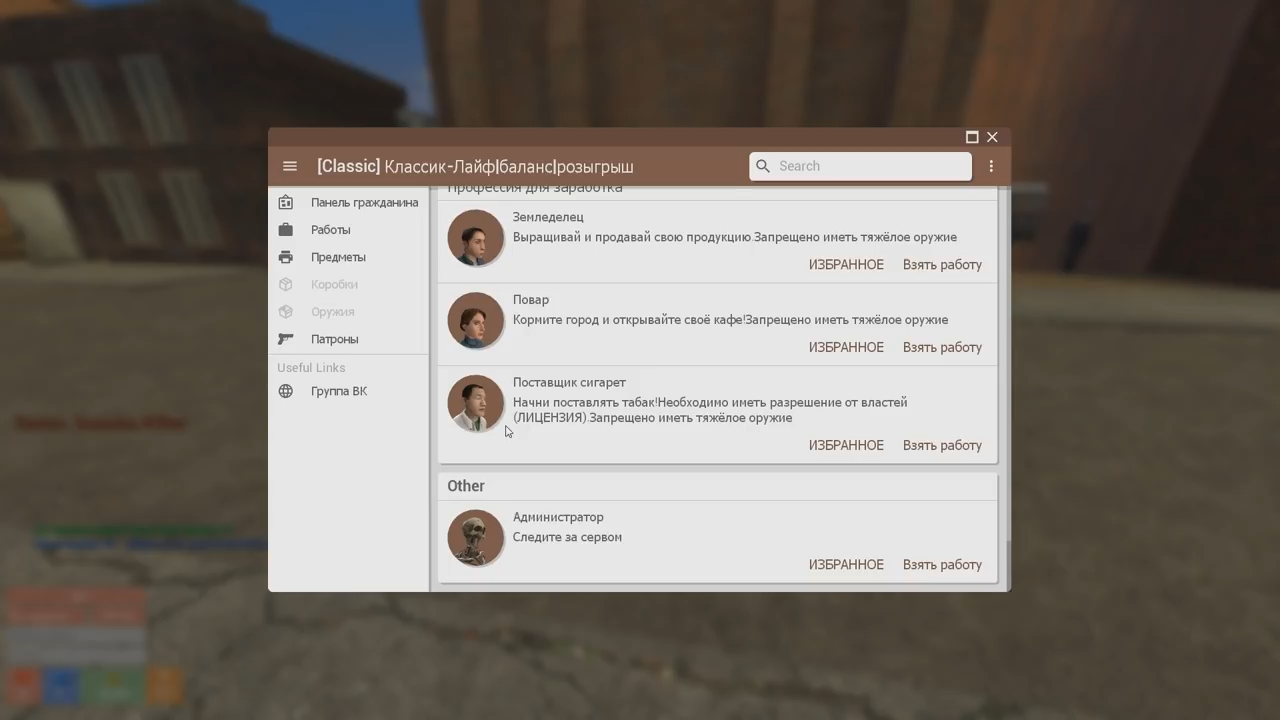 [Classic] Классик-Лайф|баланс|розыгрыш
Search
Панель гражданина
Работы
Предметы
Коробки
Оружия
Патроны
Useful Links
Группа ВК
Профессия для заработка
Земледелец
Выращивай и продавай свою продукцию.Запрещено иметь тяжёлое оружие
ИЗБРАННОЕ Взять работу
Повар
Кормите город и открывайте своё кафе!Запрещено иметь тяжёлое оружие
ИЗБРАННОЕ Взять работу
Поставщик сигарет
Начни поставлять табак!Необходимо иметь разрешение от властей
(ЛИЦЕНЗИЯ).Запрещено иметь тяжёлое оружие
ИЗБРАННОЕ Взять работу
Other
Администратор
Следите за сервом
ИЗБРАННОЕ Взять работу